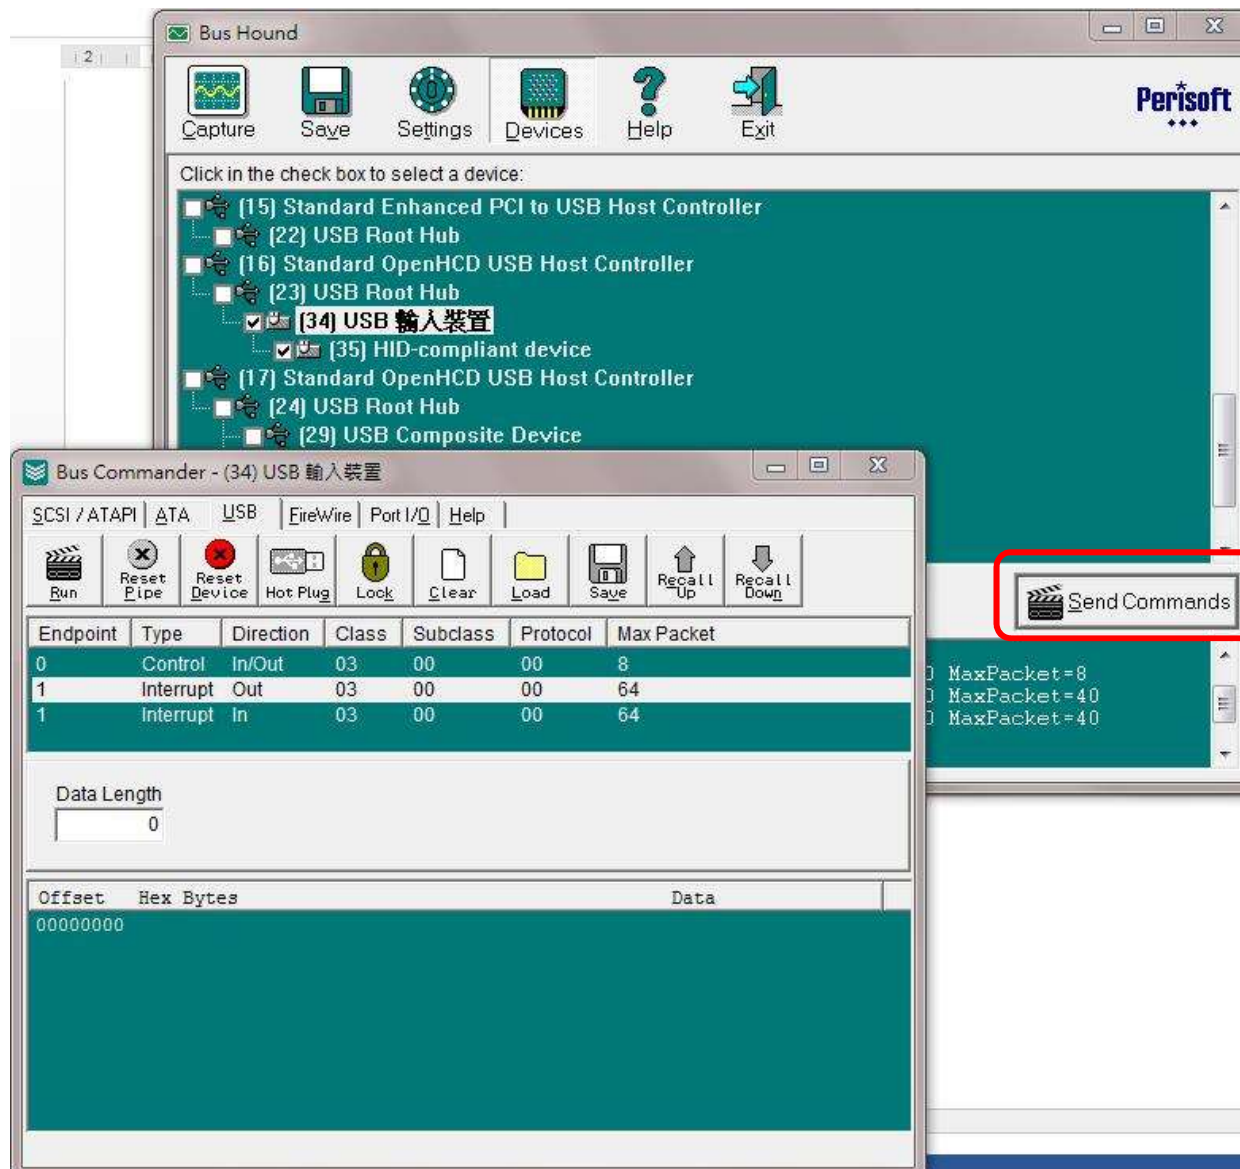 2
Bus Hound
Capture Save Settings Devices Help Exit
Perisoft
Click in the check box to select a device:
(15) Standard Enhanced PCI to USB Host Controller
(22) USB Root Hub
(16) Standard OpenHCD USB Host Controller
(23) USB Root Hub
(34) USB 輸入裝置
(35) HID-compliant device
(17) Standard OpenHCD USB Host Controller
(24) USB Root Hub
(29) USB Composite Device
Send Commands
0 MaxPacket=8
0 MaxPacket=40
0 MaxPacket=40
Bus Commander - (34) USB 輸入裝置
SCSI / ATAPI ATA USB FireWire Port I/O Help
Run Reset Pipe Reset Device Hot Plug Lock Clear Load Save Recall Up Recall Down
Endpoint Type Direction Class Subclass Protocol Max Packet
0 Control In/Out 03 00 00 8
1 Interrupt Out 03 00 00 64
1 Interrupt In 03 00 00 64
Data Length
0
Offset Hex Bytes Data
00000000